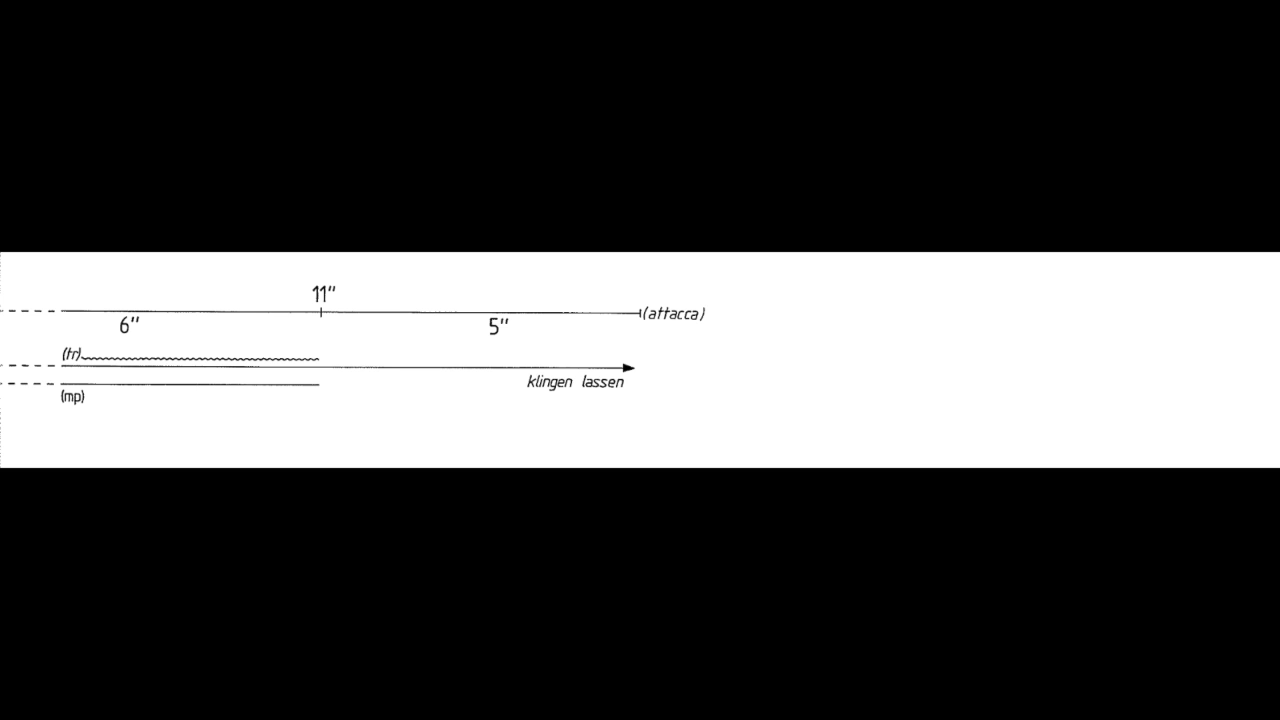 11"
(attacca)
6" 5"
(tr)
klingen lassen
(mp)